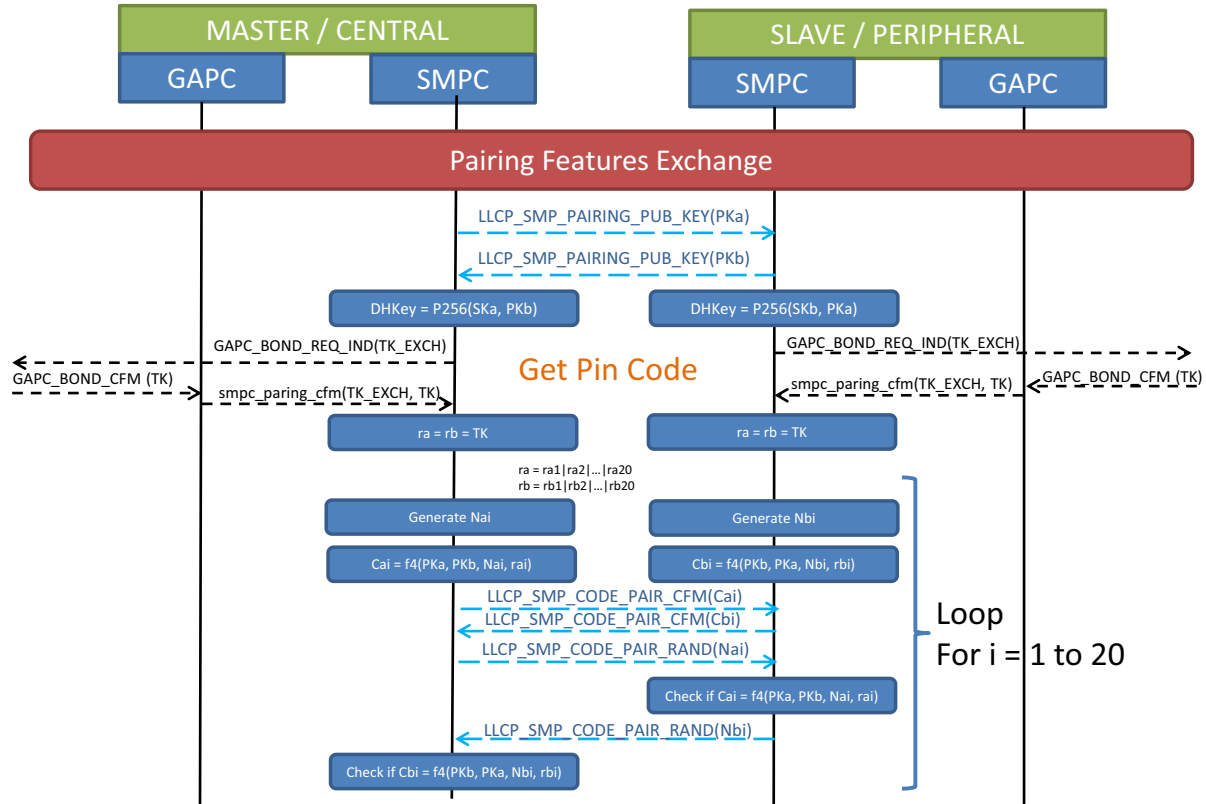 MASTER / CENTRAL
SLAVE / PERIPHERAL
GAPC
SMPC
SMPC
GAPC
Pairing Features Exchange
LLCP_SMP_PAIRING_PUB_KEY(PKa)
LLCP_SMP_PAIRING_PUB_KEY(PKb)
DHKey = P256(SKa, PKb)
DHKey = P256(SKb, PKa)
GAPC_BOND_REQ_IND(TK_EXCH)
GAPC_BOND_REQ_IND(TK_EXCH)
Get Pin Code
GAPC_BOND_CFM (TK)
smpc_paring_cfm(TK_EXCH, TK)
smpc_paring_cfm(TK_EXCH, TK)
GAPC_BOND_CFM (TK)
ra = rb = TK
ra = rb = TK
ra = ra1|ra2|...|ra20
rb = rb1|rb2|...|rb20
Generate Nai
Generate Nbi
Cai = f4(PKa, PKb, Nai, rai)
Cbi = f4(PKb, PKa, Nbi, rbi)
LLCP_SMP_CODE_PAIR_CFM(Cai)
LLCP_SMP_CODE_PAIR_CFM(Cbi)
LLCP_SMP_CODE_PAIR_RAND(Nai)
Loop
For i = 1 to 20
Check if Cai = f4(PKa, PKb, Nai, rai)
LLCP_SMP_CODE_PAIR_RAND(Nbi)
Check if Cbi = f4(PKb, PKa, Nbi, rbi)